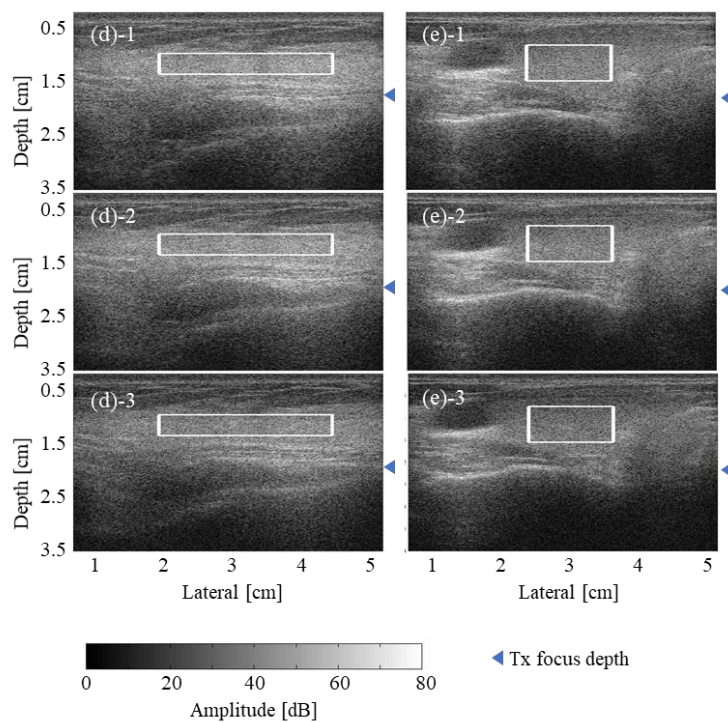 0.5
(d)-1
(e)-1
1.5
Depth [cm]
2.5
3.5
0.5
(d)-2
(e)-2
1.5
Depth [cm]
2.5
3.5
0.5
(d)-3
(e)-3
1.5
Depth [cm]
2.5
3.5
1 2 3 4 5
1 2 3 4 5
Lateral [cm]
Lateral [cm]
0 20 40 60 80
Amplitude [dB]
Tx focus depth